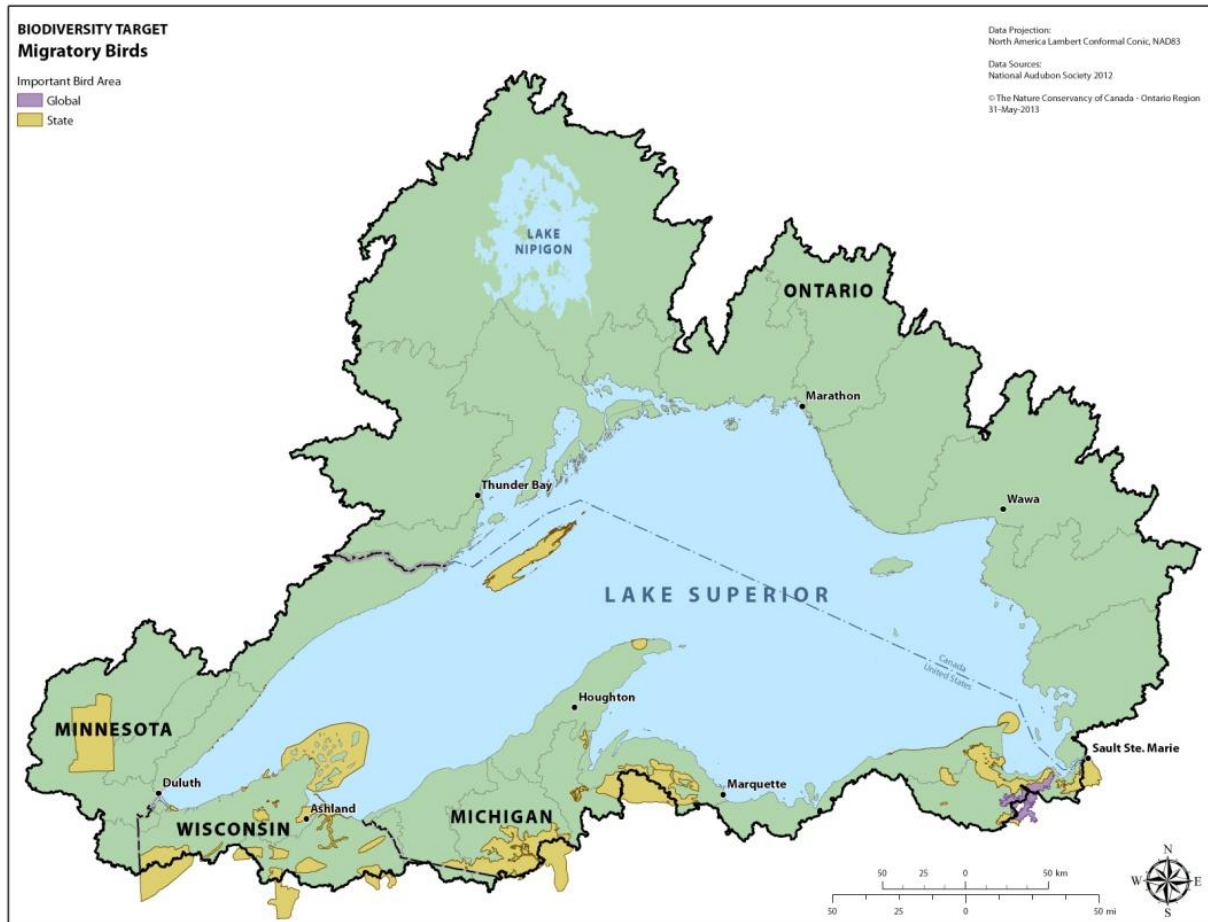 BIODIVERSITY TARGET
Migratory Birds
Important Bird Area
Global
State
Data Projection:
North America Lambert Conformal Conic, NAD83
Data Sources:
National Audubon Society 2012
© The Nature Conservancy of Canada - Ontario Region
31-May-2013
LAKE
NIPIGON
ONTARIO
Marathon
Thunder Bay
Wawa
LAKE SUPERIOR
Canada
United States
Houghton
MINNESOTA
Sault Ste. Marie
Duluth
Marquette
Ashland
MICHIGAN
WISCONSIN
N
W E
S
50 25 0 50 km
50 25 0 50 mi